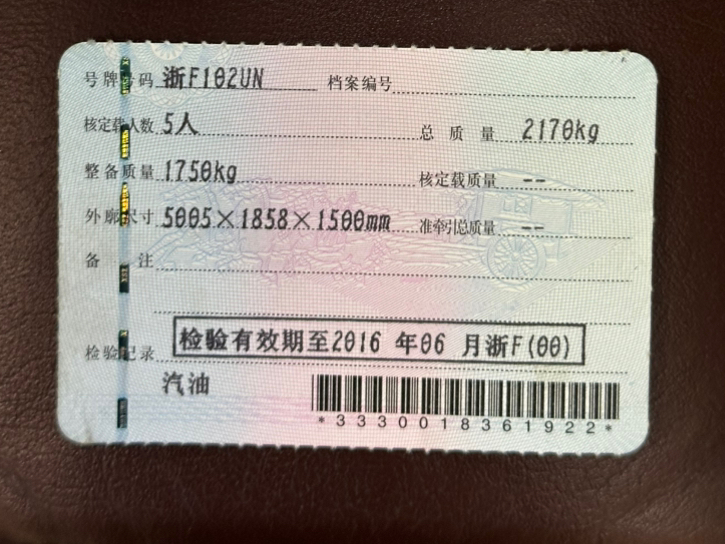 号牌号码 浙F102UN 档案编号
核定载人数 5人 总质量 2170kg
整备质量 1750kg 核定载质量 --
外廓尺寸 5005×1858×1500mm 准牵引总质量 --
备注
检验记录 检验有效期至2016年06月浙F(00)
汽油
*3330018361922*